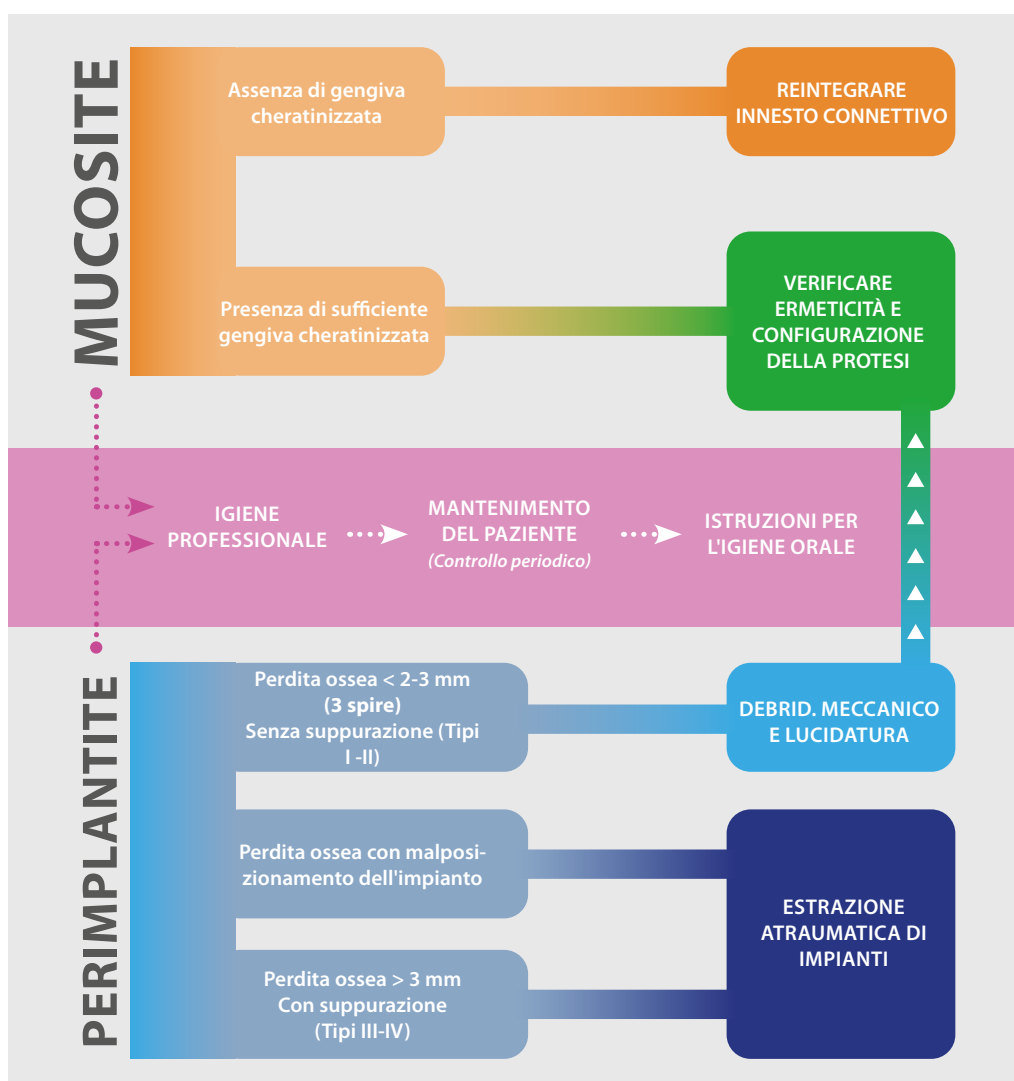 MUCOSITE
Assenza di gengiva
cheratinizzata
REINTEGRARE
INNESTO CONNETTIVO
Presenza di sufficiente
gengiva cheratinizzata
VERIFICARE
ERMETICITÀ E
CONFIGURAZIONE
DELLA PROTESI
IGIENE
PROFESSIONALE
MANTENIMENTO
DEL PAZIENTE
(Controllo periodico)
ISTRUZIONI PER
L'IGIENE ORALE
PERIMPLANTITE
Perdita ossea < 2-3 mm
(3 spire)
Senza suppurazione (Tipi
I -II)
DEBRID. MECCANICO
E LUCIDATURA
Perdita ossea con malposi-
zionamento dell'impianto
Perdita ossea > 3 mm
Con suppurazione
(Tipi III-IV)
ESTRAZIONE
ATRAUMATICA DI
IMPIANTI